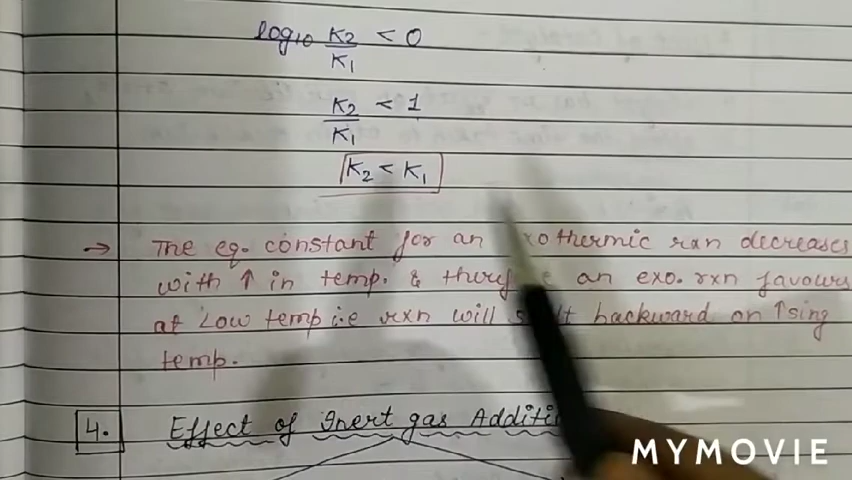 log10 K2/K1 < 0
K2/K1 < 1
K2 < K1
→ The eq. constant for an xothermic rxn decreases
with ↑ in temp. & an exo. rxn favours
at Low temp i.e rxn will backward on ↑sing
temp.
4. Effect of Inert gas Additi
MYMOVIE